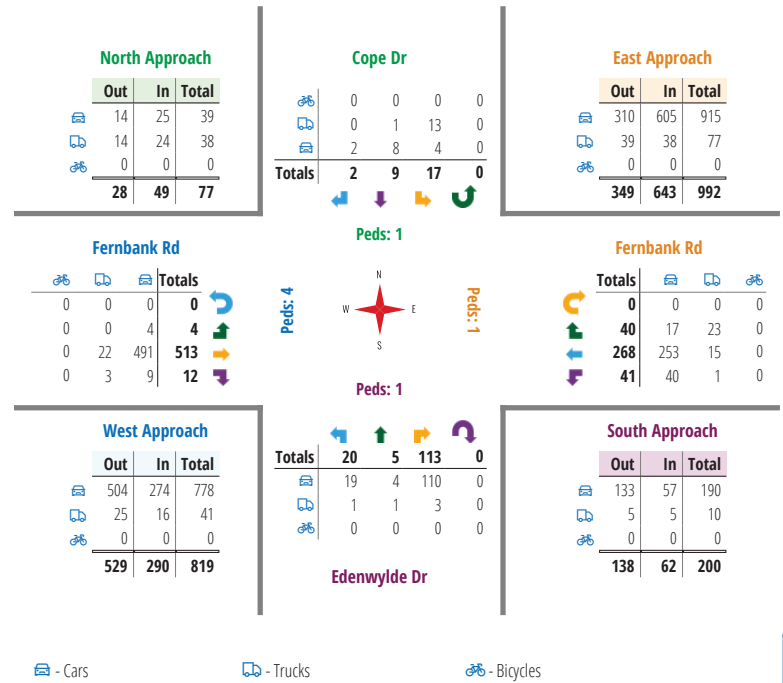 North Approach
Out In Total
14 25 39
14 24 38
0 0 0
28 49 77
Cope Dr
0 0 0 0
0 1 13 0
2 8 4 0
Totals 2 9 17 0
East Approach
Out In Total
310 605 915
39 38 77
0 0 0
349 643 992
Peds: 1
Fernbank Rd
Totals
0 0 0 0
0 0 4 4
0 22 491 513
0 3 9 12
Peds: 4
N
W E
S
Peds: 1
Fernbank Rd
Totals
0 0 0 0
40 17 23 0
268 253 15 0
41 40 1 0
Peds: 1
West Approach
Out In Total
504 274 778
25 16 41
0 0 0
529 290 819
Totals 20 5 113 0
19 4 110 0
1 1 3 0
0 0 0 0
Edenwylde Dr
South Approach
Out In Total
133 57 190
5 5 10
0 0 0
138 62 200
- Cars
- Trucks
- Bicycles